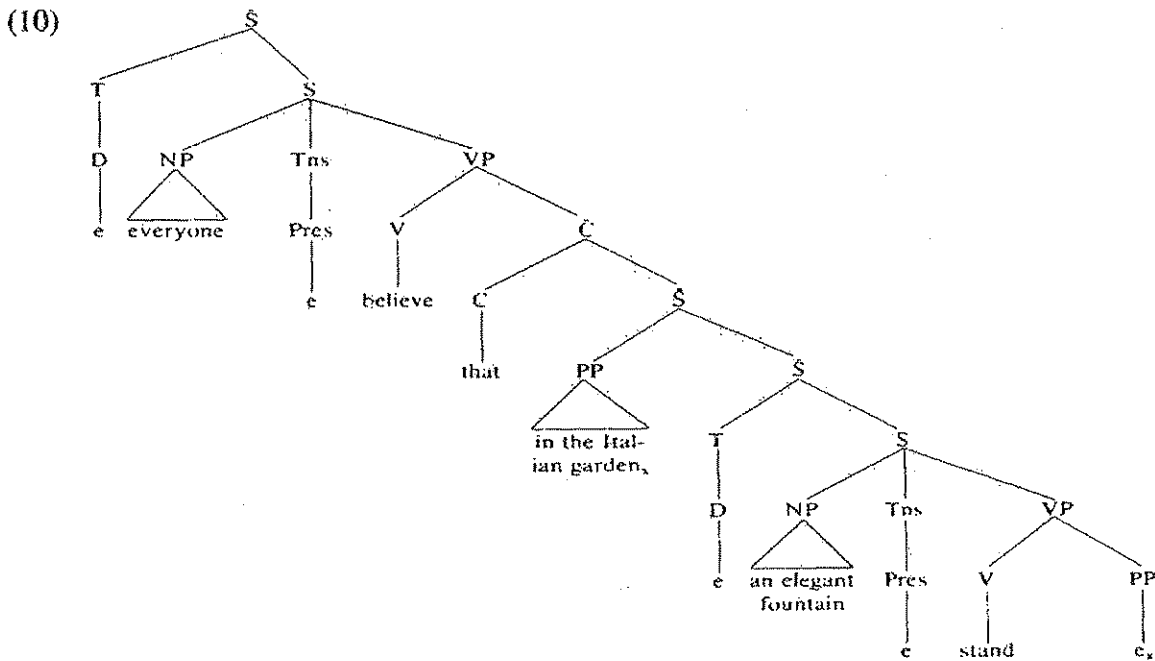 (10) S̄
T S
D NP Tns VP
e everyone Pres V C̄
e believe C S̄
that PP S̄
in the Ital-
ian gardenₓ
T S
D NP Tns VP
e an elegant
fountain
Pres V PP
e stand eₓ